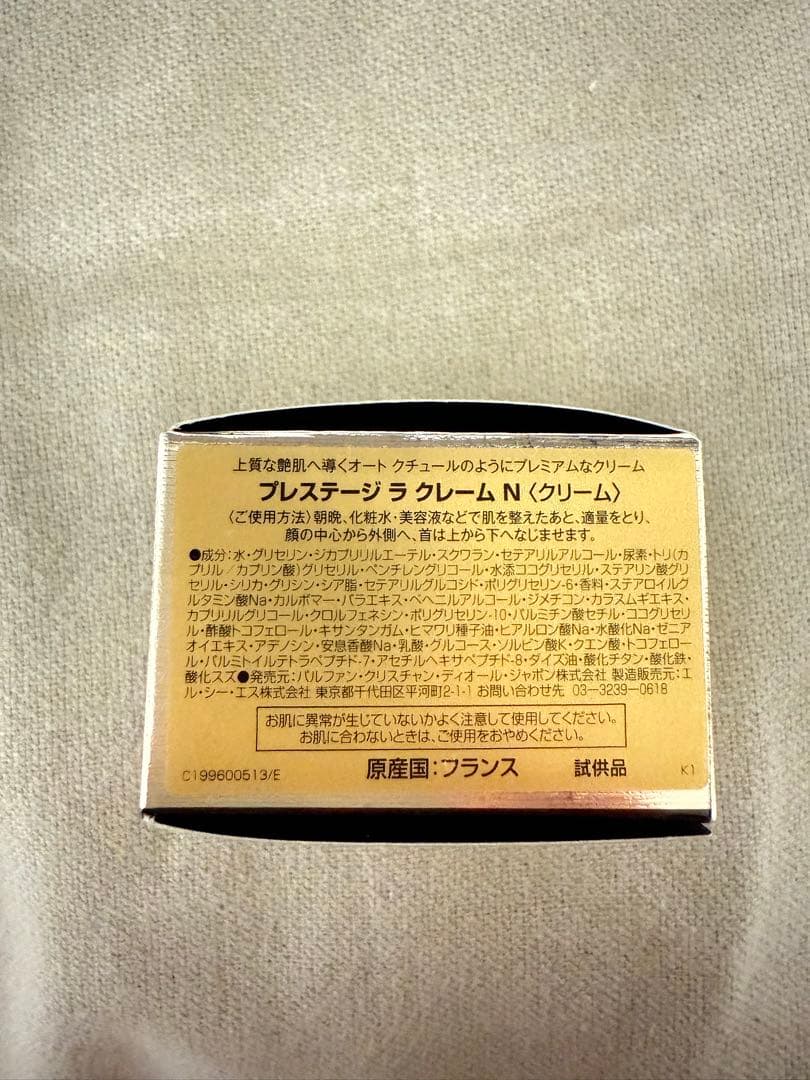 上質な艶肌へ導くオート クチュールのようにプレミアムなクリーム
プレステージ ラ クレーム N 〈クリーム〉
〈ご使用方法〉朝晩、化粧水・美容液などで肌を整えたあと、適量をとり、
顔の中心から外側へ、首は上から下へなじませます。
●成分：水・グリセリン・ジカプリリルエーテル・スクワラン・セテアリルアルコール・尿素・トリ（カ
プリル／カプリン酸）グリセリル・ペンチレングリコール・水添ココグリセリル・ステアリン酸グリ
セリル・シリカ・グリシン・シア脂・セテアリルグルコシド・ポリグリセリン-6・香料・ステアロイルグ
ルタミン酸Na・カルボマー・バラエキス・ベヘニルアルコール・ジメチコン・カラスムギエキス・
カプリリルグリコール・クロルフェネシン・ポリグリセリン-10・パルミチン酸セチル・ココグリセリ
ル・酢酸トコフェロール・キサンタンガム・ヒマワリ種子油・ヒアルロン酸Na・水酸化Na・ゼニア
オイエキス・アデノシン・安息香酸Na・乳酸・グルコース・ソルビン酸K・クエン酸・トコフェロー
ル・パルミトイルテトラペプチド-7・アセチルヘキサペプチド-8・ダイズ油・酸化チタン・酸化鉄・
酸化スズ●発売元：パルファン・クリスチャン・ディオール・ジャポン株式会社 製造販売元：エ
ル・シー・エス株式会社 東京都千代田区平河町2-1-1 お問い合わせ先 03-3239-0618
お肌に異常が生じていないかよく注意して使用してください。
お肌に合わないときは、ご使用をおやめください。
C199600513/E 原産国：フランス 試供品 K1